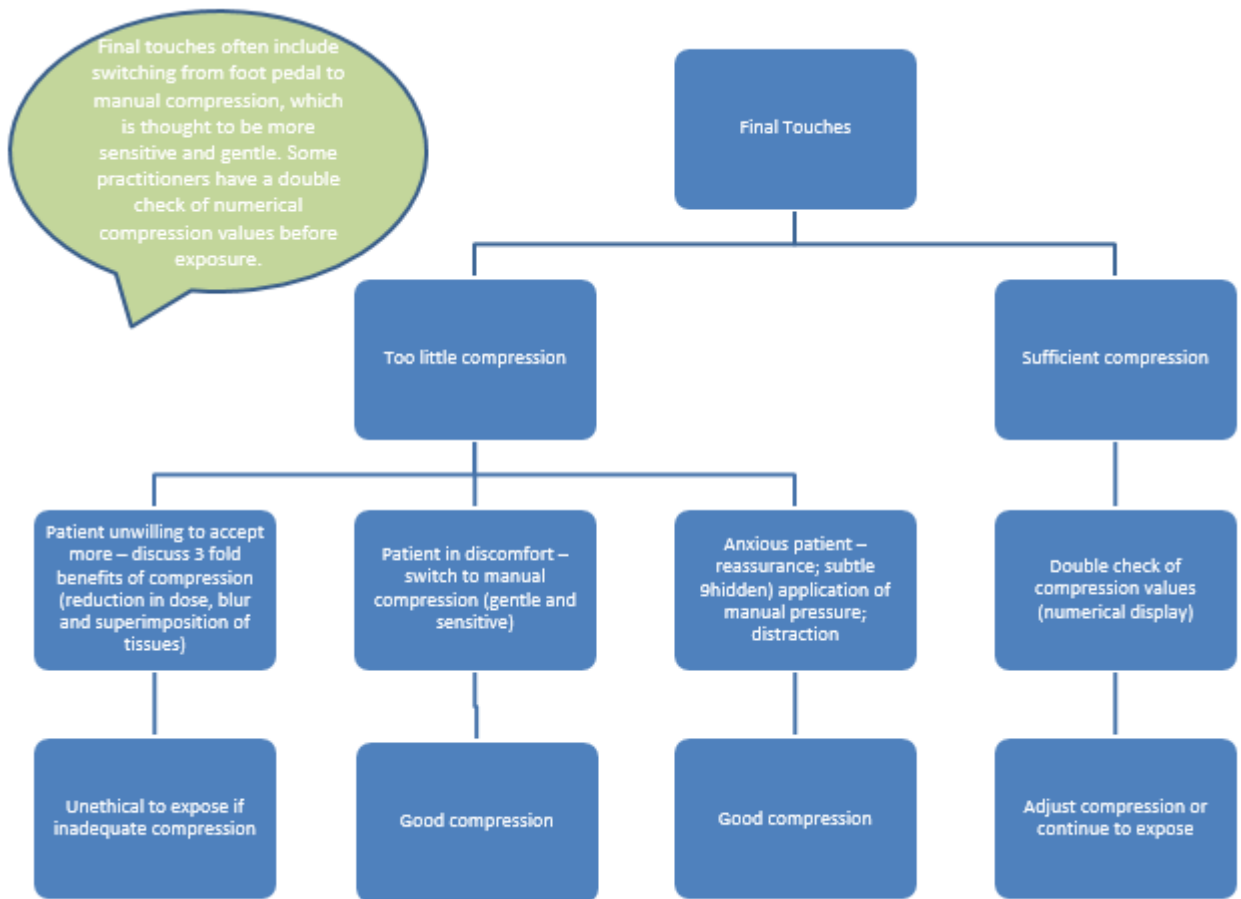 Final touches often include
switching from foot pedal to
manual compression, which
is thought to be more
sensitive and gentle. Some
practitioners have a double
check of numerical
compression values before
exposure.
Final Touches
Too little compression
Sufficient compression
Patient unwilling to accept
more – discuss 3 fold
benefits of compression
(reduction in dose, blur
and superimposition of
tissues)
Patient in discomfort –
switch to manual
compression (gentle and
sensitive)
Anxious patient –
reassurance; subtle
9hidden) application of
manual pressure;
distraction
Double check of
compression values
(numerical display)
Unethical to expose if
inadequate compression
Good compression
Good compression
Adjust compression or
continue to expose